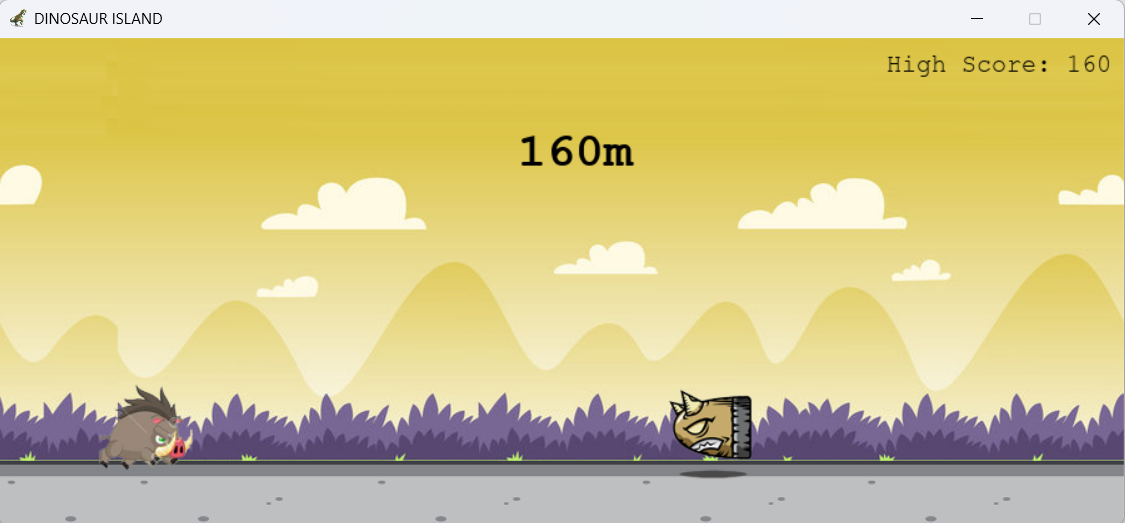 DINOSAUR ISLAND
High Score: 160
160m